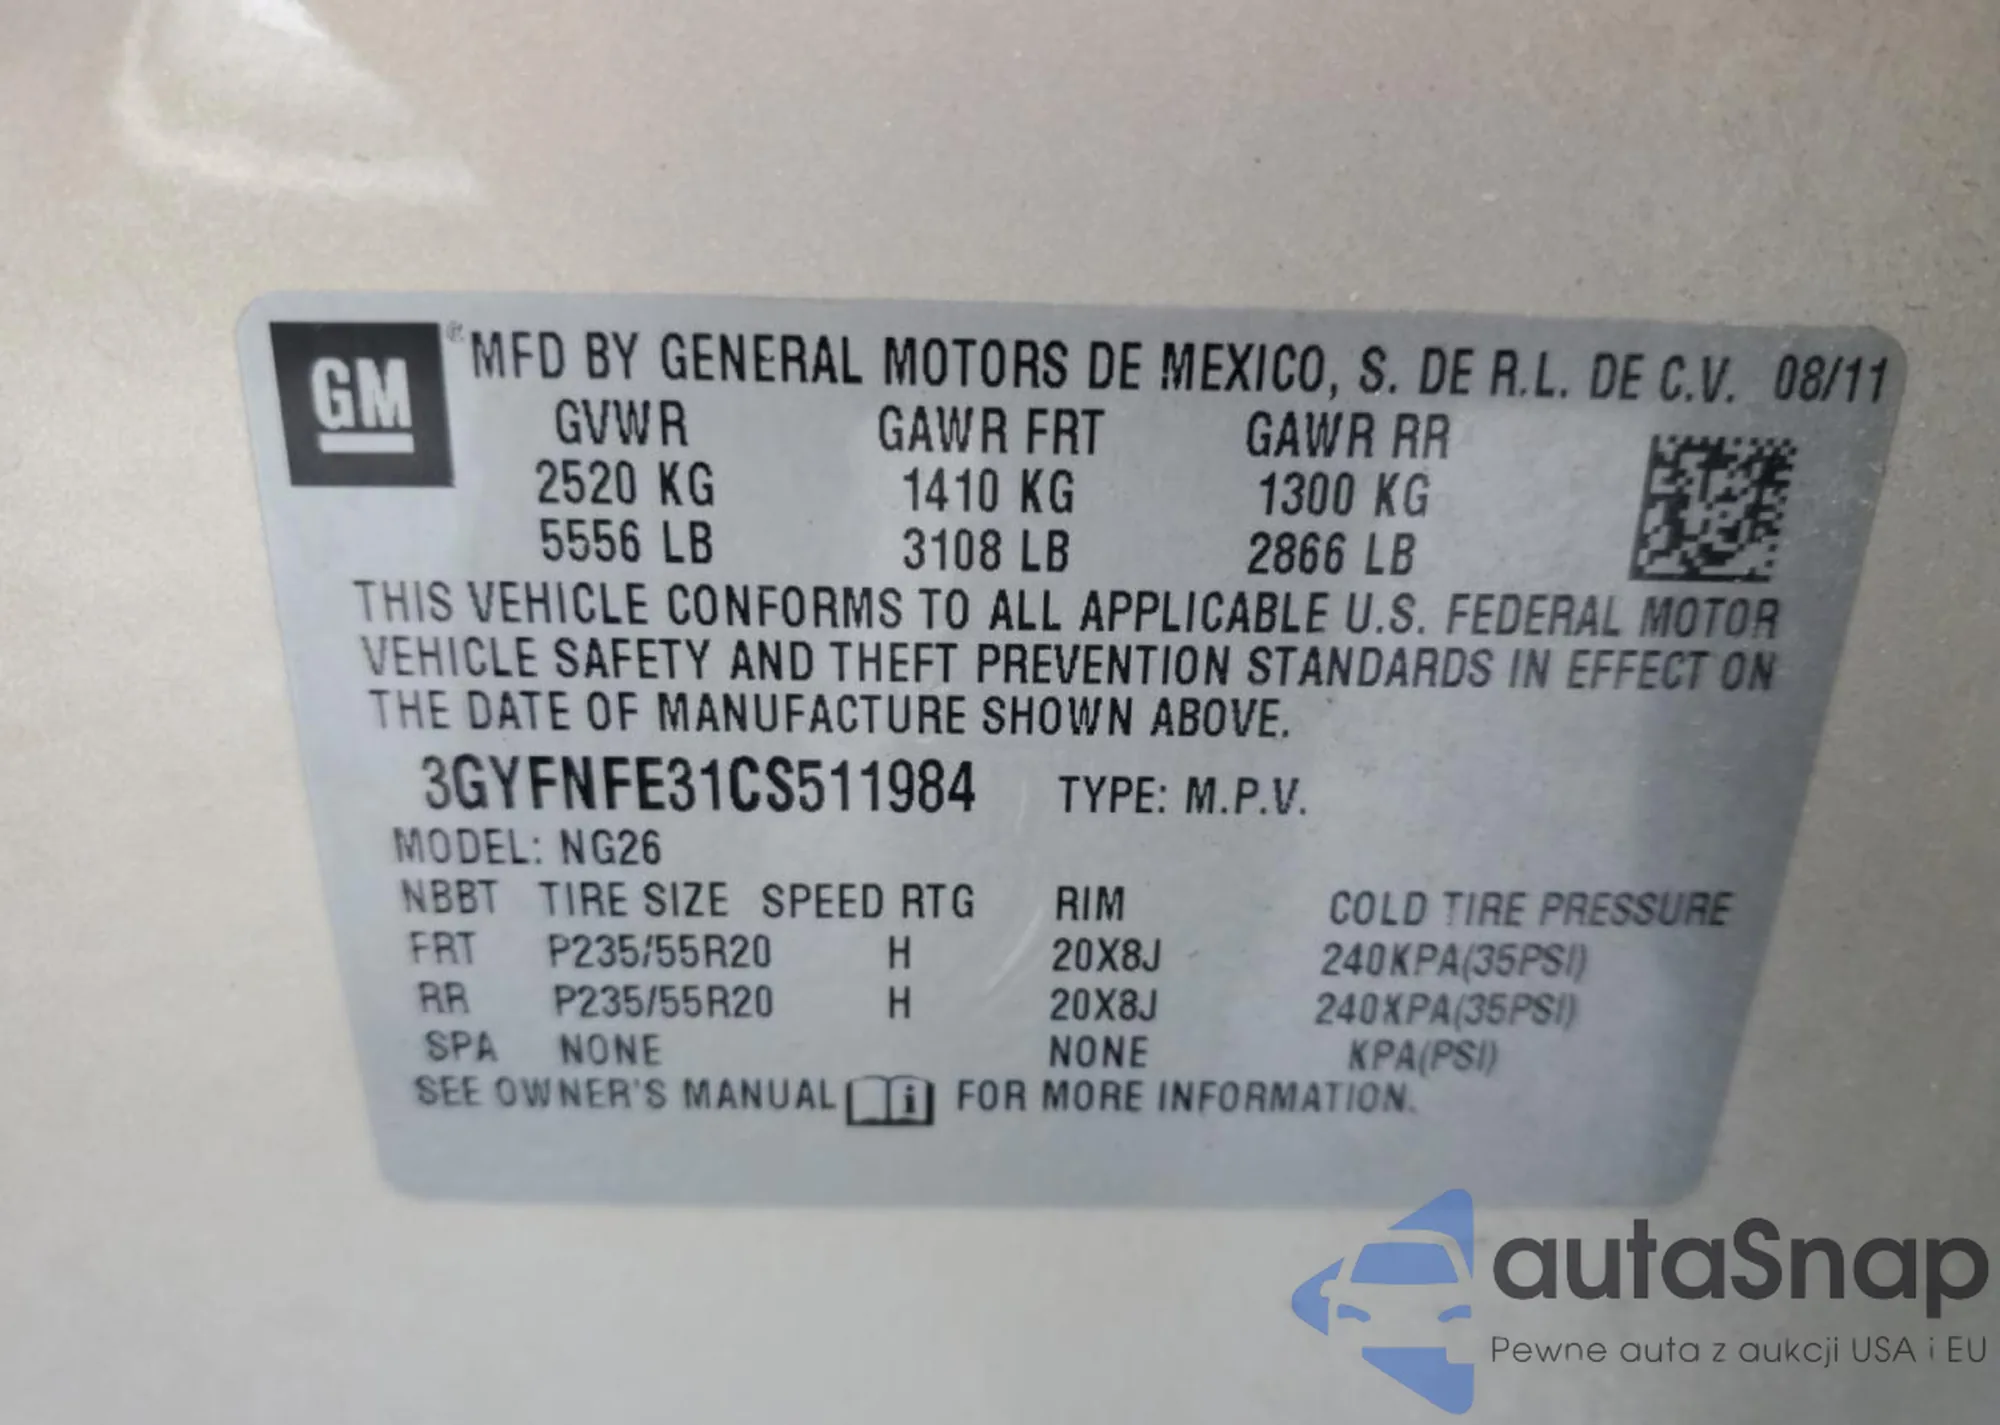 GM
® MFD BY GENERAL MOTORS DE MEXICO, S. DE R.L. DE C.V. 08/11
GVWR GAWR FRT GAWR RR
2520 KG 1410 KG 1300 KG
5556 LB 3108 LB 2866 LB
THIS VEHICLE CONFORMS TO ALL APPLICABLE U.S. FEDERAL MOTOR
VEHICLE SAFETY AND THEFT PREVENTION STANDARDS IN EFFECT ON
THE DATE OF MANUFACTURE SHOWN ABOVE.
3GYFNFE31CS511984 TYPE: M.P.V.
MODEL: NG26
NBBT TIRE SIZE SPEED RTG RIM COLD TIRE PRESSURE
FRT P235/55R20 H 20X8J 240KPA(35PSI)
RR P235/55R20 H 20X8J 240KPA(35PSI)
SPA NONE NONE KPA(PSI)
SEE OWNER'S MANUAL i FOR MORE INFORMATION.
autaSnap
Pewne auta z aukcji USA i EU